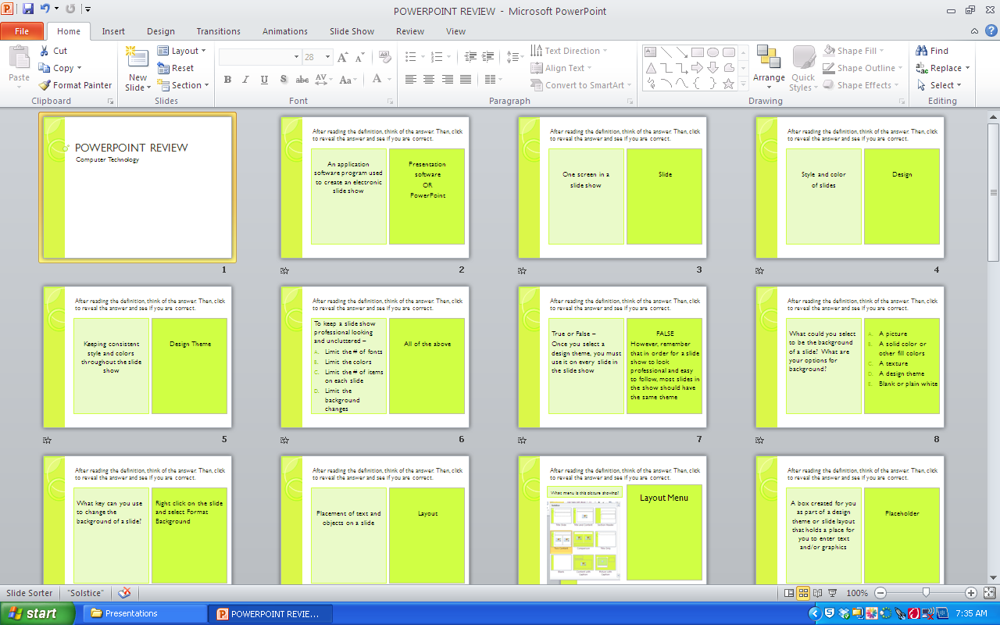 POWERPOINT REVIEW - Microsoft PowerPoint
File Home Insert Design Transitions Animations Slide Show Review View
Paste
Cut
Copy
Format Painter
Clipboard
New
Slide
Layout
Reset
Section
Slides
28
Font
Text Direction
Align Text
Convert to SmartArt
Paragraph
Arrange
Quick
Styles
Shape Fill
Shape Outline
Shape Effects
Drawing
Find
Replace
Select
Editing
POWERPOINT REVIEW
Computer Technology
1
After reading the definition, think of the answer. Then, click
to reveal the answer and see if you are correct.
An application
software program used
to create an electronic
slide show
Presentation
software
OR
PowerPoint
2
After reading the definition, think of the answer. Then, click
to reveal the answer and see if you are correct.
One screen in a
slide show
Slide
3
After reading the definition, think of the answer. Then, click
to reveal the answer and see if you are correct.
Style and color
of slides
Design
4
After reading the definition, think of the answer. Then, click
to reveal the answer and see if you are correct.
Keeping consistent
style and colors
throughout the slide
show
Design Theme
5
After reading the definition, think of the answer. Then, click
to reveal the answer and see if you are correct.
To keep a slide show
professional looking
and uncluttered –
A. Limit the # of fonts
B. Limit the colors
C. Limit the # of items
on each slide
D. Limit the
background
changes
All of the above
6
After reading the definition, think of the answer. Then, click
to reveal the answer and see if you are correct.
True or False –
Once you select a
design theme, you must
use it on every slide in
the slide show
FALSE
However, remember
that in order for a slide
show to look
professional and easy
to follow, most slides in
the show should have
the same theme
7
After reading the definition, think of the answer. Then, click
to reveal the answer and see if you are correct.
What could you select
to be the background
of a slide? What are
your options for
background?
A. A picture
B. A solid color or
other fill colors
C. A texture
D. A design theme
E. Blank or plain white
8
After reading the definition, think of the answer. Then, click
to reveal the answer and see if you are correct.
What key can you use
to change the
background of a slide?
Right click on the slide
and select Format
Background
After reading the definition, think of the answer. Then, click
to reveal the answer and see if you are correct.
Placement of text and
objects on a slide
Layout
After reading the definition, think of the answer. Then, click
to reveal the answer and see if you are correct.
What menu is this picture showing?
Layout Menu
After reading the definition, think of the answer. Then, click
to reveal the answer and see if you are correct.
A box created for you
as part of a design
theme or slide layout
that holds a place for
you to enter text
and/or graphics
Placeholder
Slide Sorter "Solstice" 100%
start Presentations POWERPOINT REVIE... 7:35 AM